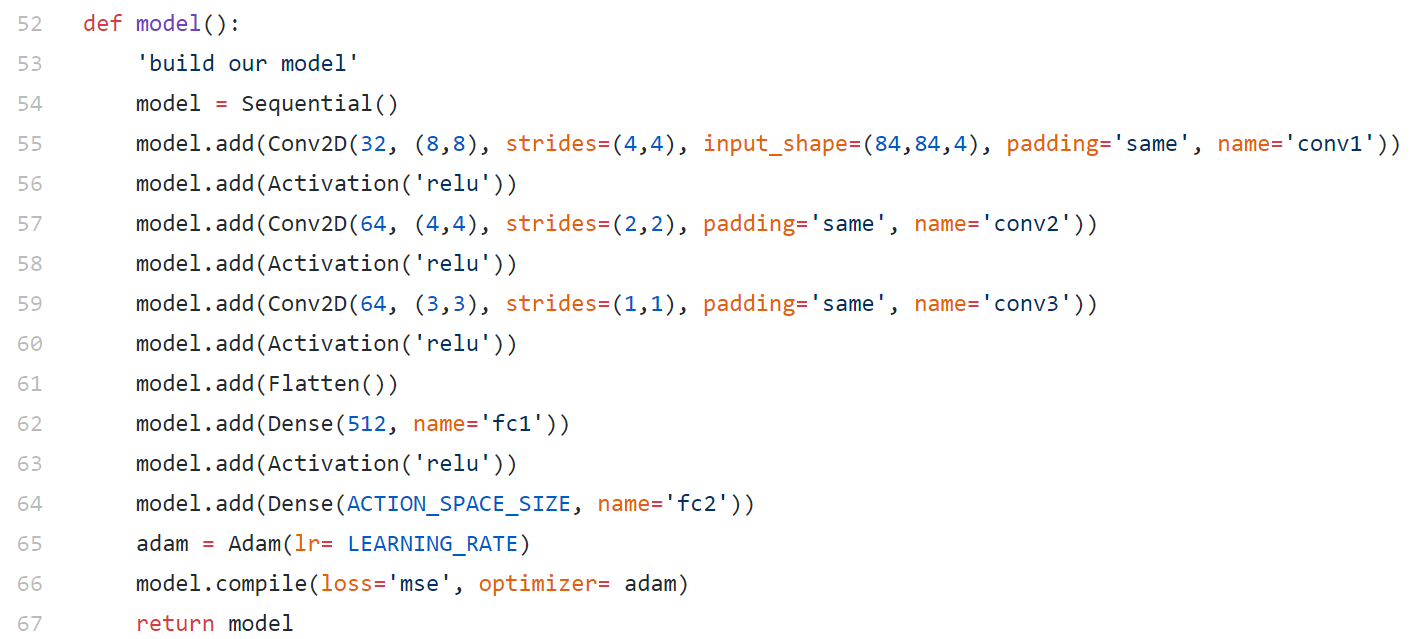 52 def model():
53     'build our model'
54     model = Sequential()
55     model.add(Conv2D(32, (8,8), strides=(4,4), input_shape=(84,84,4), padding='same', name='conv1'))
56     model.add(Activation('relu'))
57     model.add(Conv2D(64, (4,4), strides=(2,2), padding='same', name='conv2'))
58     model.add(Activation('relu'))
59     model.add(Conv2D(64, (3,3), strides=(1,1), padding='same', name='conv3'))
60     model.add(Activation('relu'))
61     model.add(Flatten())
62     model.add(Dense(512, name='fc1'))
63     model.add(Activation('relu'))
64     model.add(Dense(ACTION_SPACE_SIZE, name='fc2'))
65     adam = Adam(lr= LEARNING_RATE)
66     model.compile(loss='mse', optimizer= adam)
67     return model